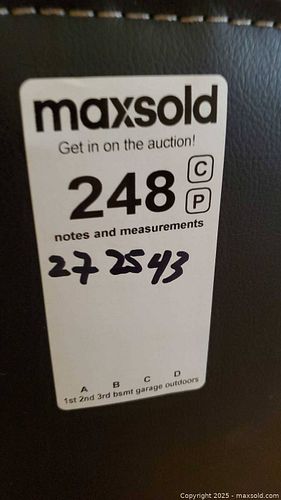 maxsold
Get in on the auction!
248
C
P
notes and measurements
27 25 43
A B C D
1st 2nd 3rd bsmt garage outdoors
Copyright 2025 - maxsold.com